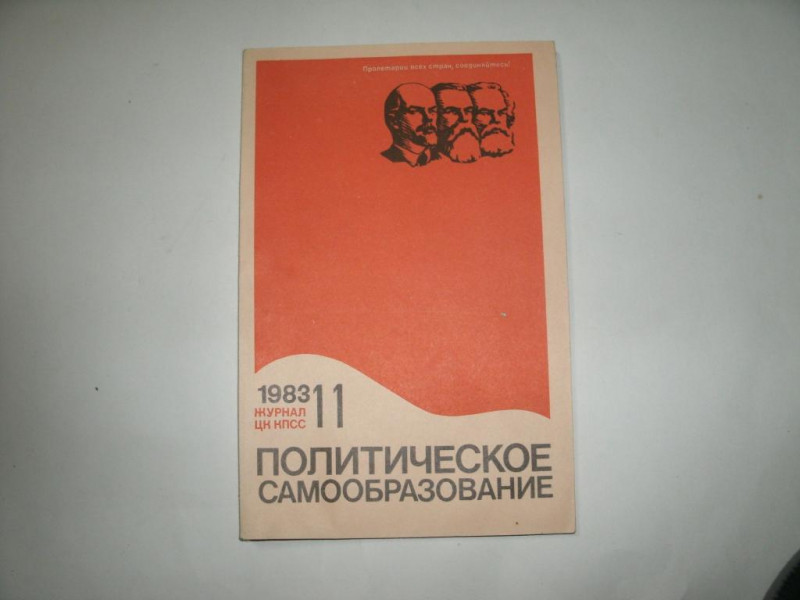 Пролетарии всех стран, соединяйтесь!
1983 11
ЖУРНАЛ
ЦК КПСС
ПОЛИТИЧЕСКОЕ
САМООБРАЗОВАНИЕ